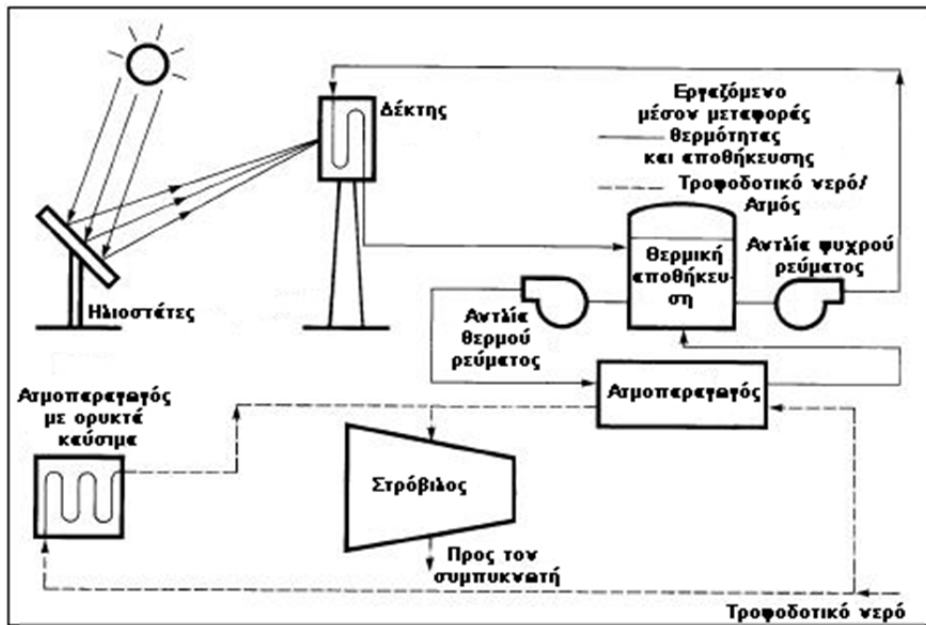 Δέκτης
Εργαζόμενο
μέσον μεταφοράς
θερμότητας
και αποθήκευσης
Τροφοδοτικό νερό/
Ατμός
Ηλιοστάτες
Αντλία
θερμού
ρεύματος
θερμική
αποθήκευ-
ση
Αντλία ψυχρού
ρεύματος
Ατμοπαραγωγός
με ορυκτά
καύσιμα
Ατμοπαραγωγός
Στρόβιλος
Προς τον
συμπυκνωτή
Τροφοδοτικό νερό